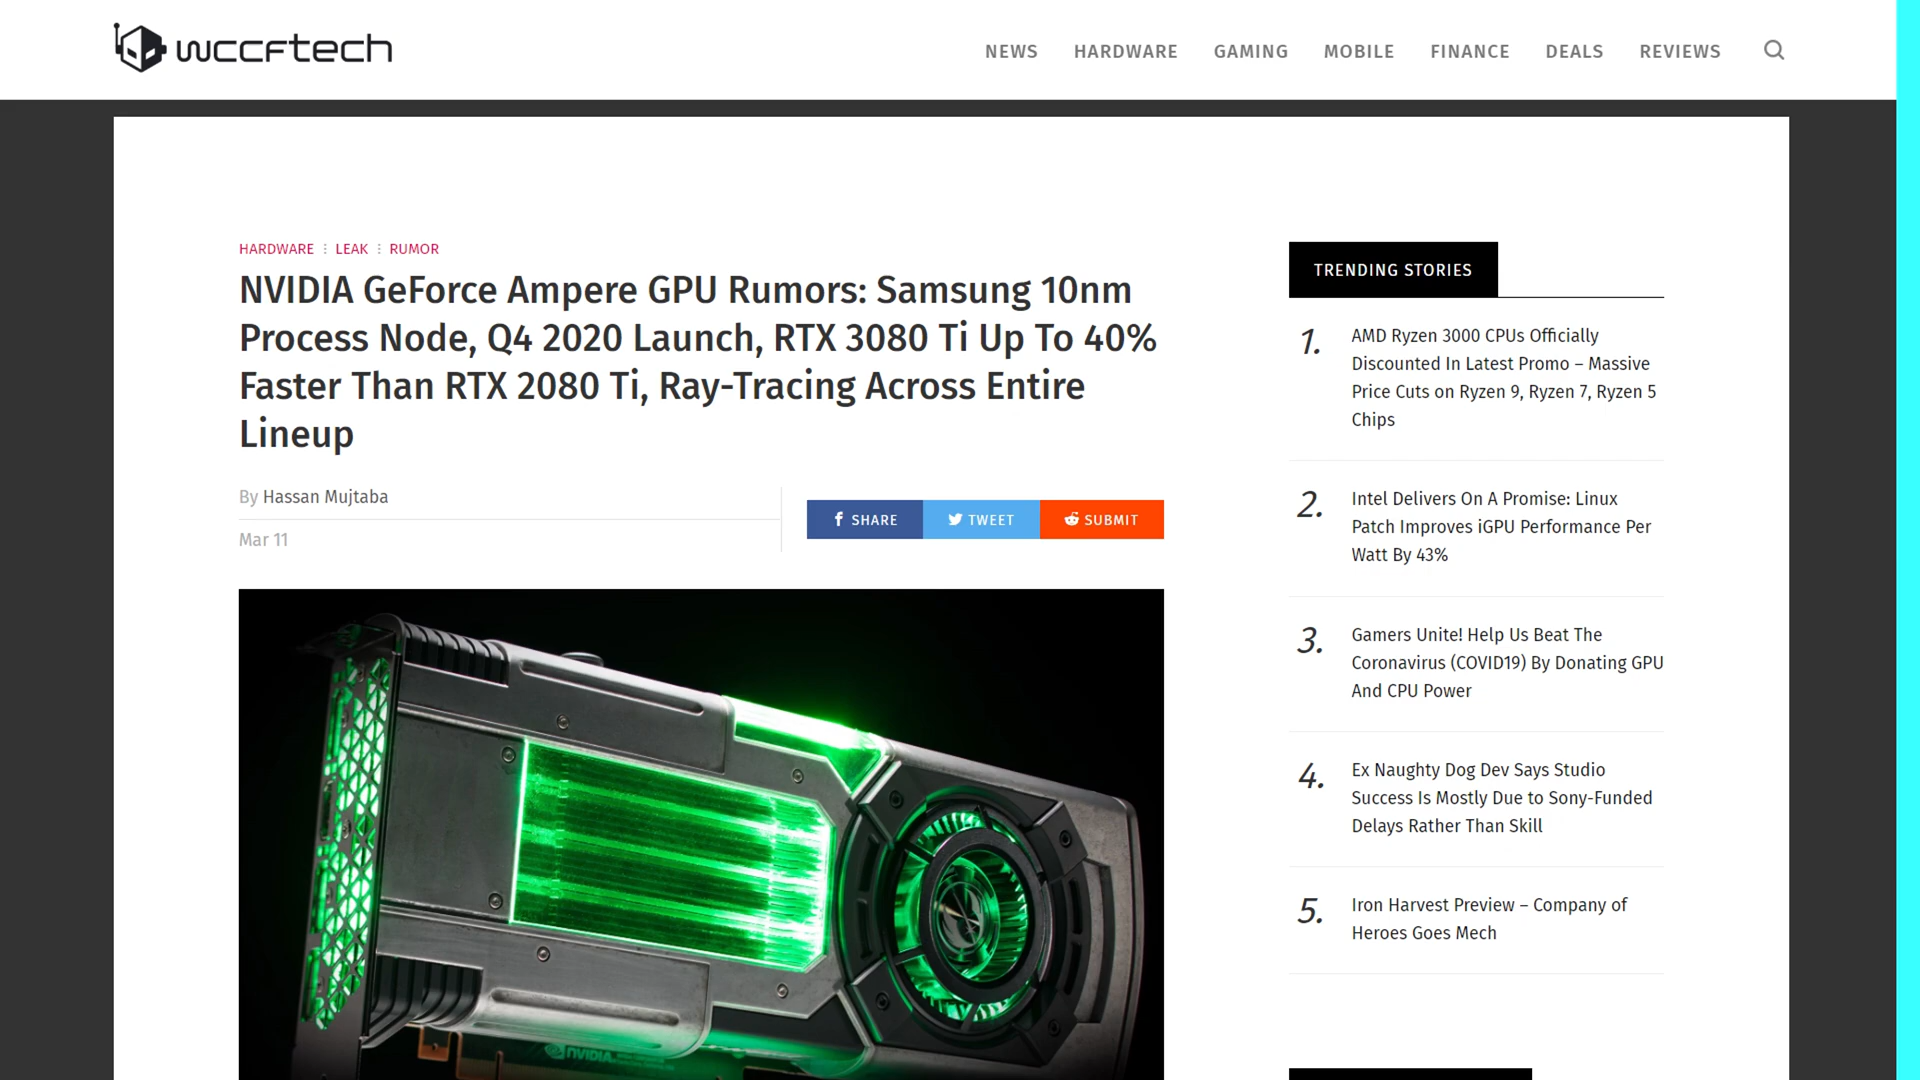 wccftech
NEWS HARDWARE GAMING MOBILE FINANCE DEALS REVIEWS
HARDWARE ⋮ LEAK ⋮ RUMOR
NVIDIA GeForce Ampere GPU Rumors: Samsung 10nm
Process Node, Q4 2020 Launch, RTX 3080 Ti Up To 40%
Faster Than RTX 2080 Ti, Ray-Tracing Across Entire
Lineup
By Hassan Mujtaba
Mar 11
SHARE TWEET SUBMIT
NVIDIA.
TRENDING STORIES
1. AMD Ryzen 3000 CPUs Officially
Discounted In Latest Promo – Massive
Price Cuts on Ryzen 9, Ryzen 7, Ryzen 5
Chips
2. Intel Delivers On A Promise: Linux
Patch Improves iGPU Performance Per
Watt By 43%
3. Gamers Unite! Help Us Beat The
Coronavirus (COVID19) By Donating GPU
And CPU Power
4. Ex Naughty Dog Dev Says Studio
Success Is Mostly Due to Sony-Funded
Delays Rather Than Skill
5. Iron Harvest Preview – Company of
Heroes Goes Mech